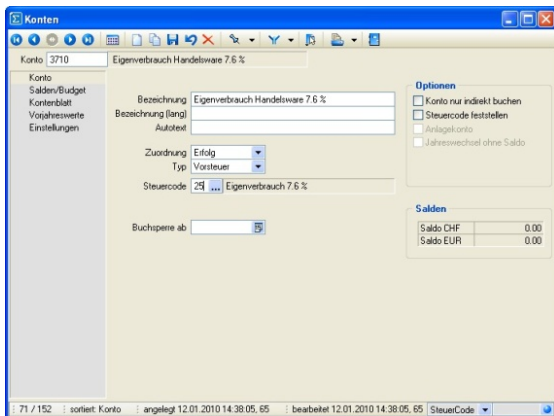 Konten
Konto 3710 Eigenverbrauch Handelsware 7.6 %
Konto
Salden/Budget
Kontenblatt
Vorjahreswerte
Einstellungen
Bezeichnung Eigenverbrauch Handelsware 7.6 %
Bezeichnung (lang)
Autotext
Zuordnung Erfolg
Typ Vorsteuer
Steuercode 25 ... Eigenverbrauch 7.6 %
Buchsperre ab
Optionen
Konto nur indirekt buchen
Steuercode feststellen
Anlagekonto
Jahreswechsel ohne Saldo
Salden
Saldo CHF 0.00
Saldo EUR 0.00
71 / 152 sortiert: Konto angelegt 12.01.2010 14:38:05, 65 bearbeitet 12.01.2010 14:38:05, 65 SteuerCode